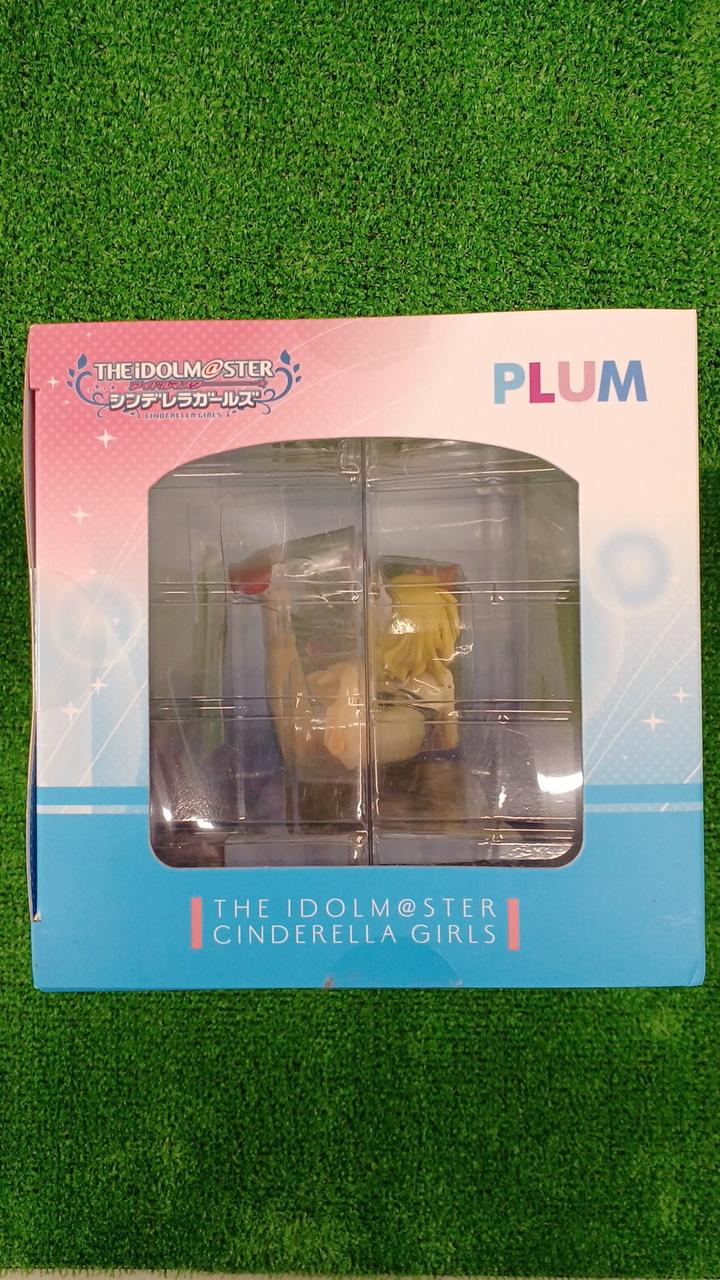 THE iDOLM@STER
アイドルマスター
シンデレラガールズ
CINDERELLA GIRLS
PLUM
THE IDOLM@STER
CINDERELLA GIRLS